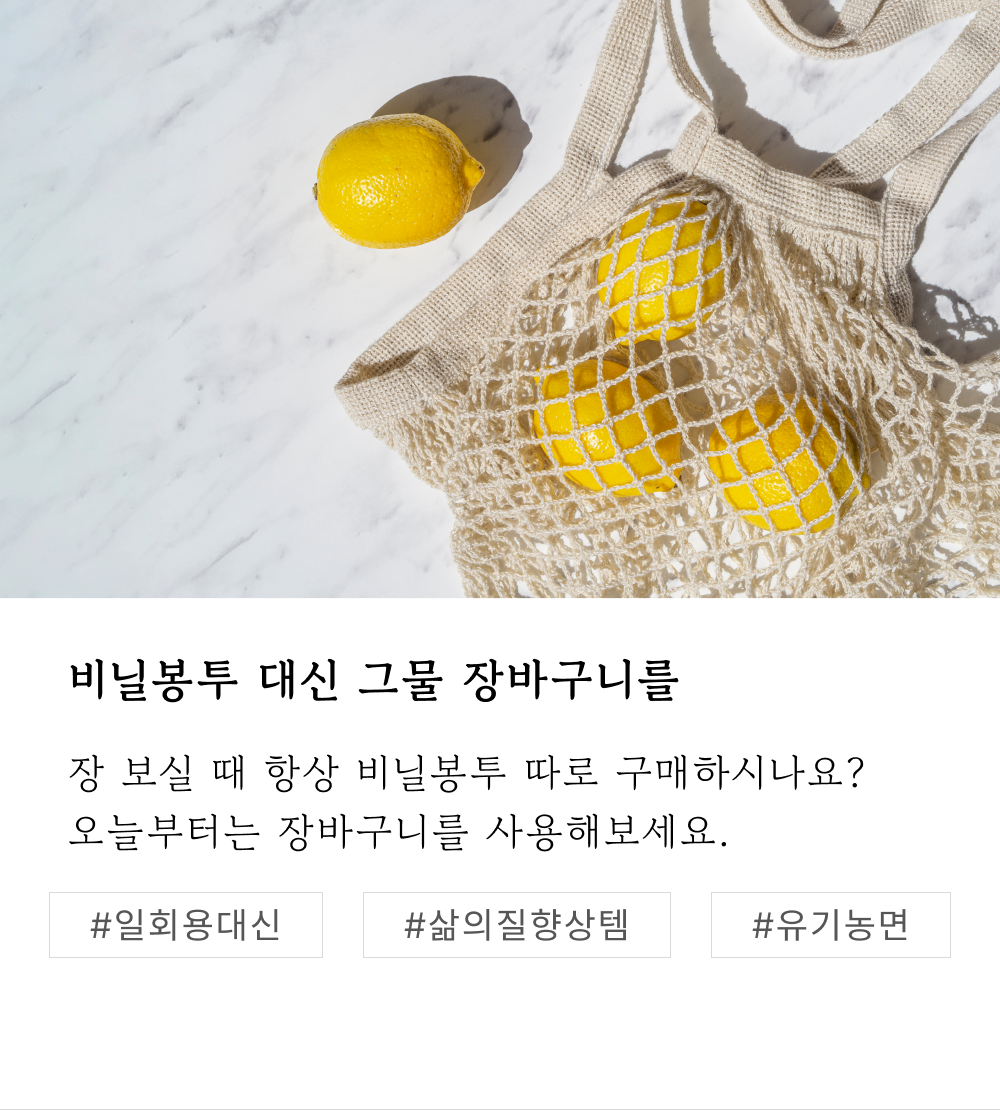 비닐봉투 대신 그물 장바구니를
장 보실 때 항상 비닐봉투 따로 구매하시나요?
오늘부터는 장바구니를 사용해보세요.
#일회용대신 #삶의질향상템 #유기농면